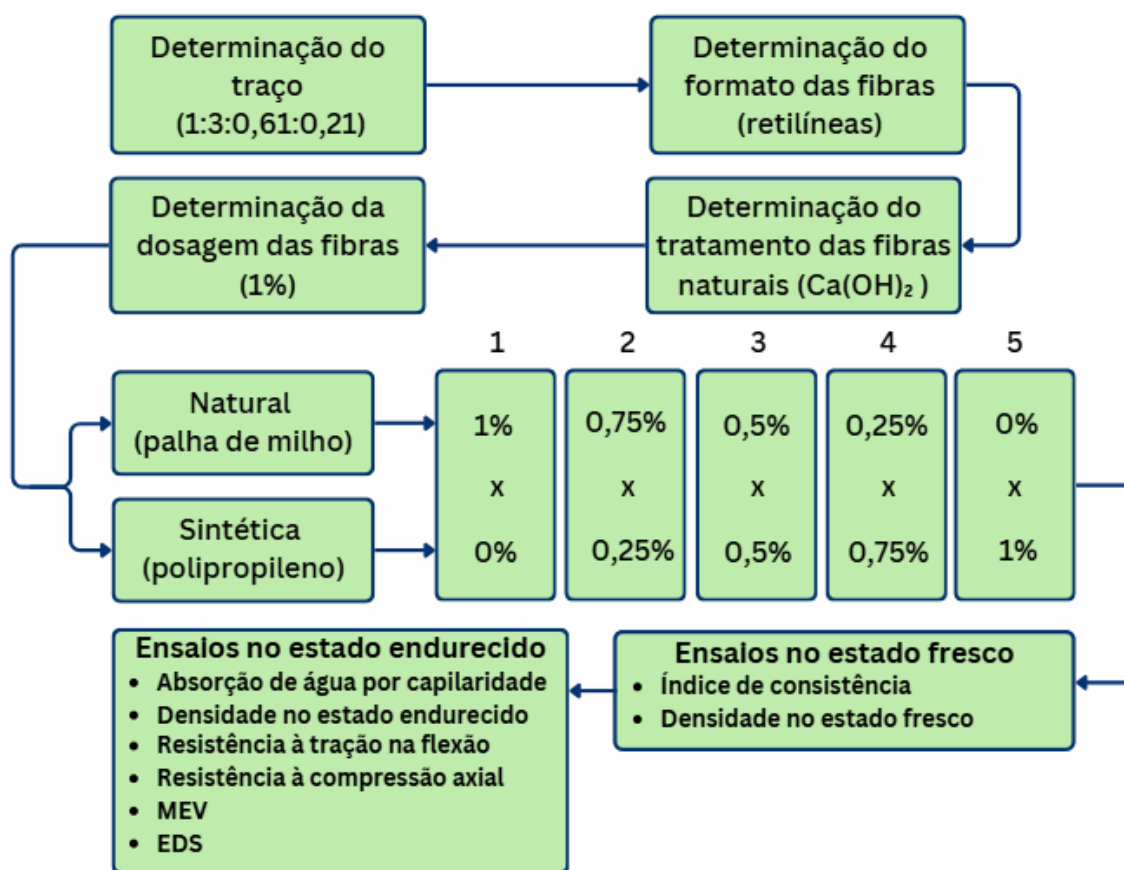 Determinação do
traço
(1:3:0,61:0,21)
Determinação do
formato das fibras
(retilíneas)
Determinação do
tratamento das fibras
naturais (Ca(OH)₂ )
Determinação da
dosagem das fibras
(1%)
1 2 3 4 5
Natural
(palha de milho)
1% 0,75% 0,5% 0,25% 0%
x x x x x
Sintética
(polipropileno)
0% 0,25% 0,5% 0,75% 1%
Ensaios no estado fresco
• Índice de consistência
• Densidade no estado fresco
Ensaios no estado endurecido
• Absorção de água por capilaridade
• Densidade no estado endurecido
• Resistência à tração na flexão
• Resistência à compressão axial
• MEV
• EDS